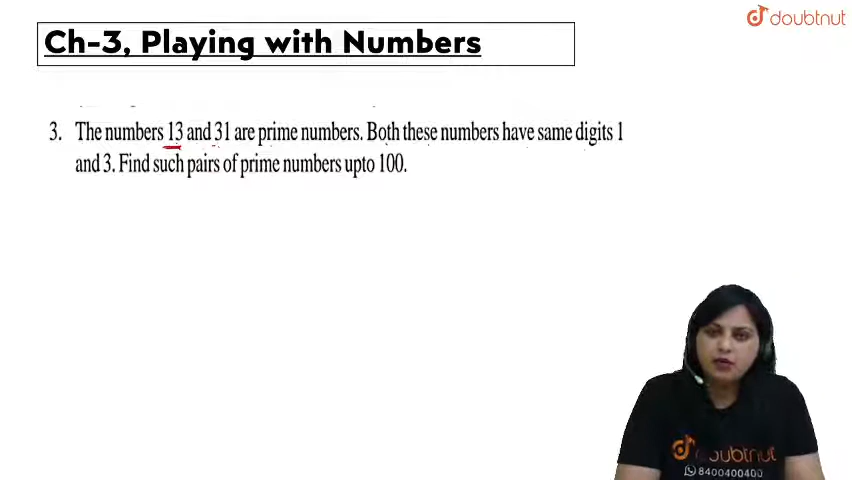 doubtnut
Ch-3, Playing with Numbers
3. The numbers 13 and 31 are prime numbers. Both these numbers have same digits 1
and 3. Find such pairs of prime numbers upto 100.
doubtnut
8400400400